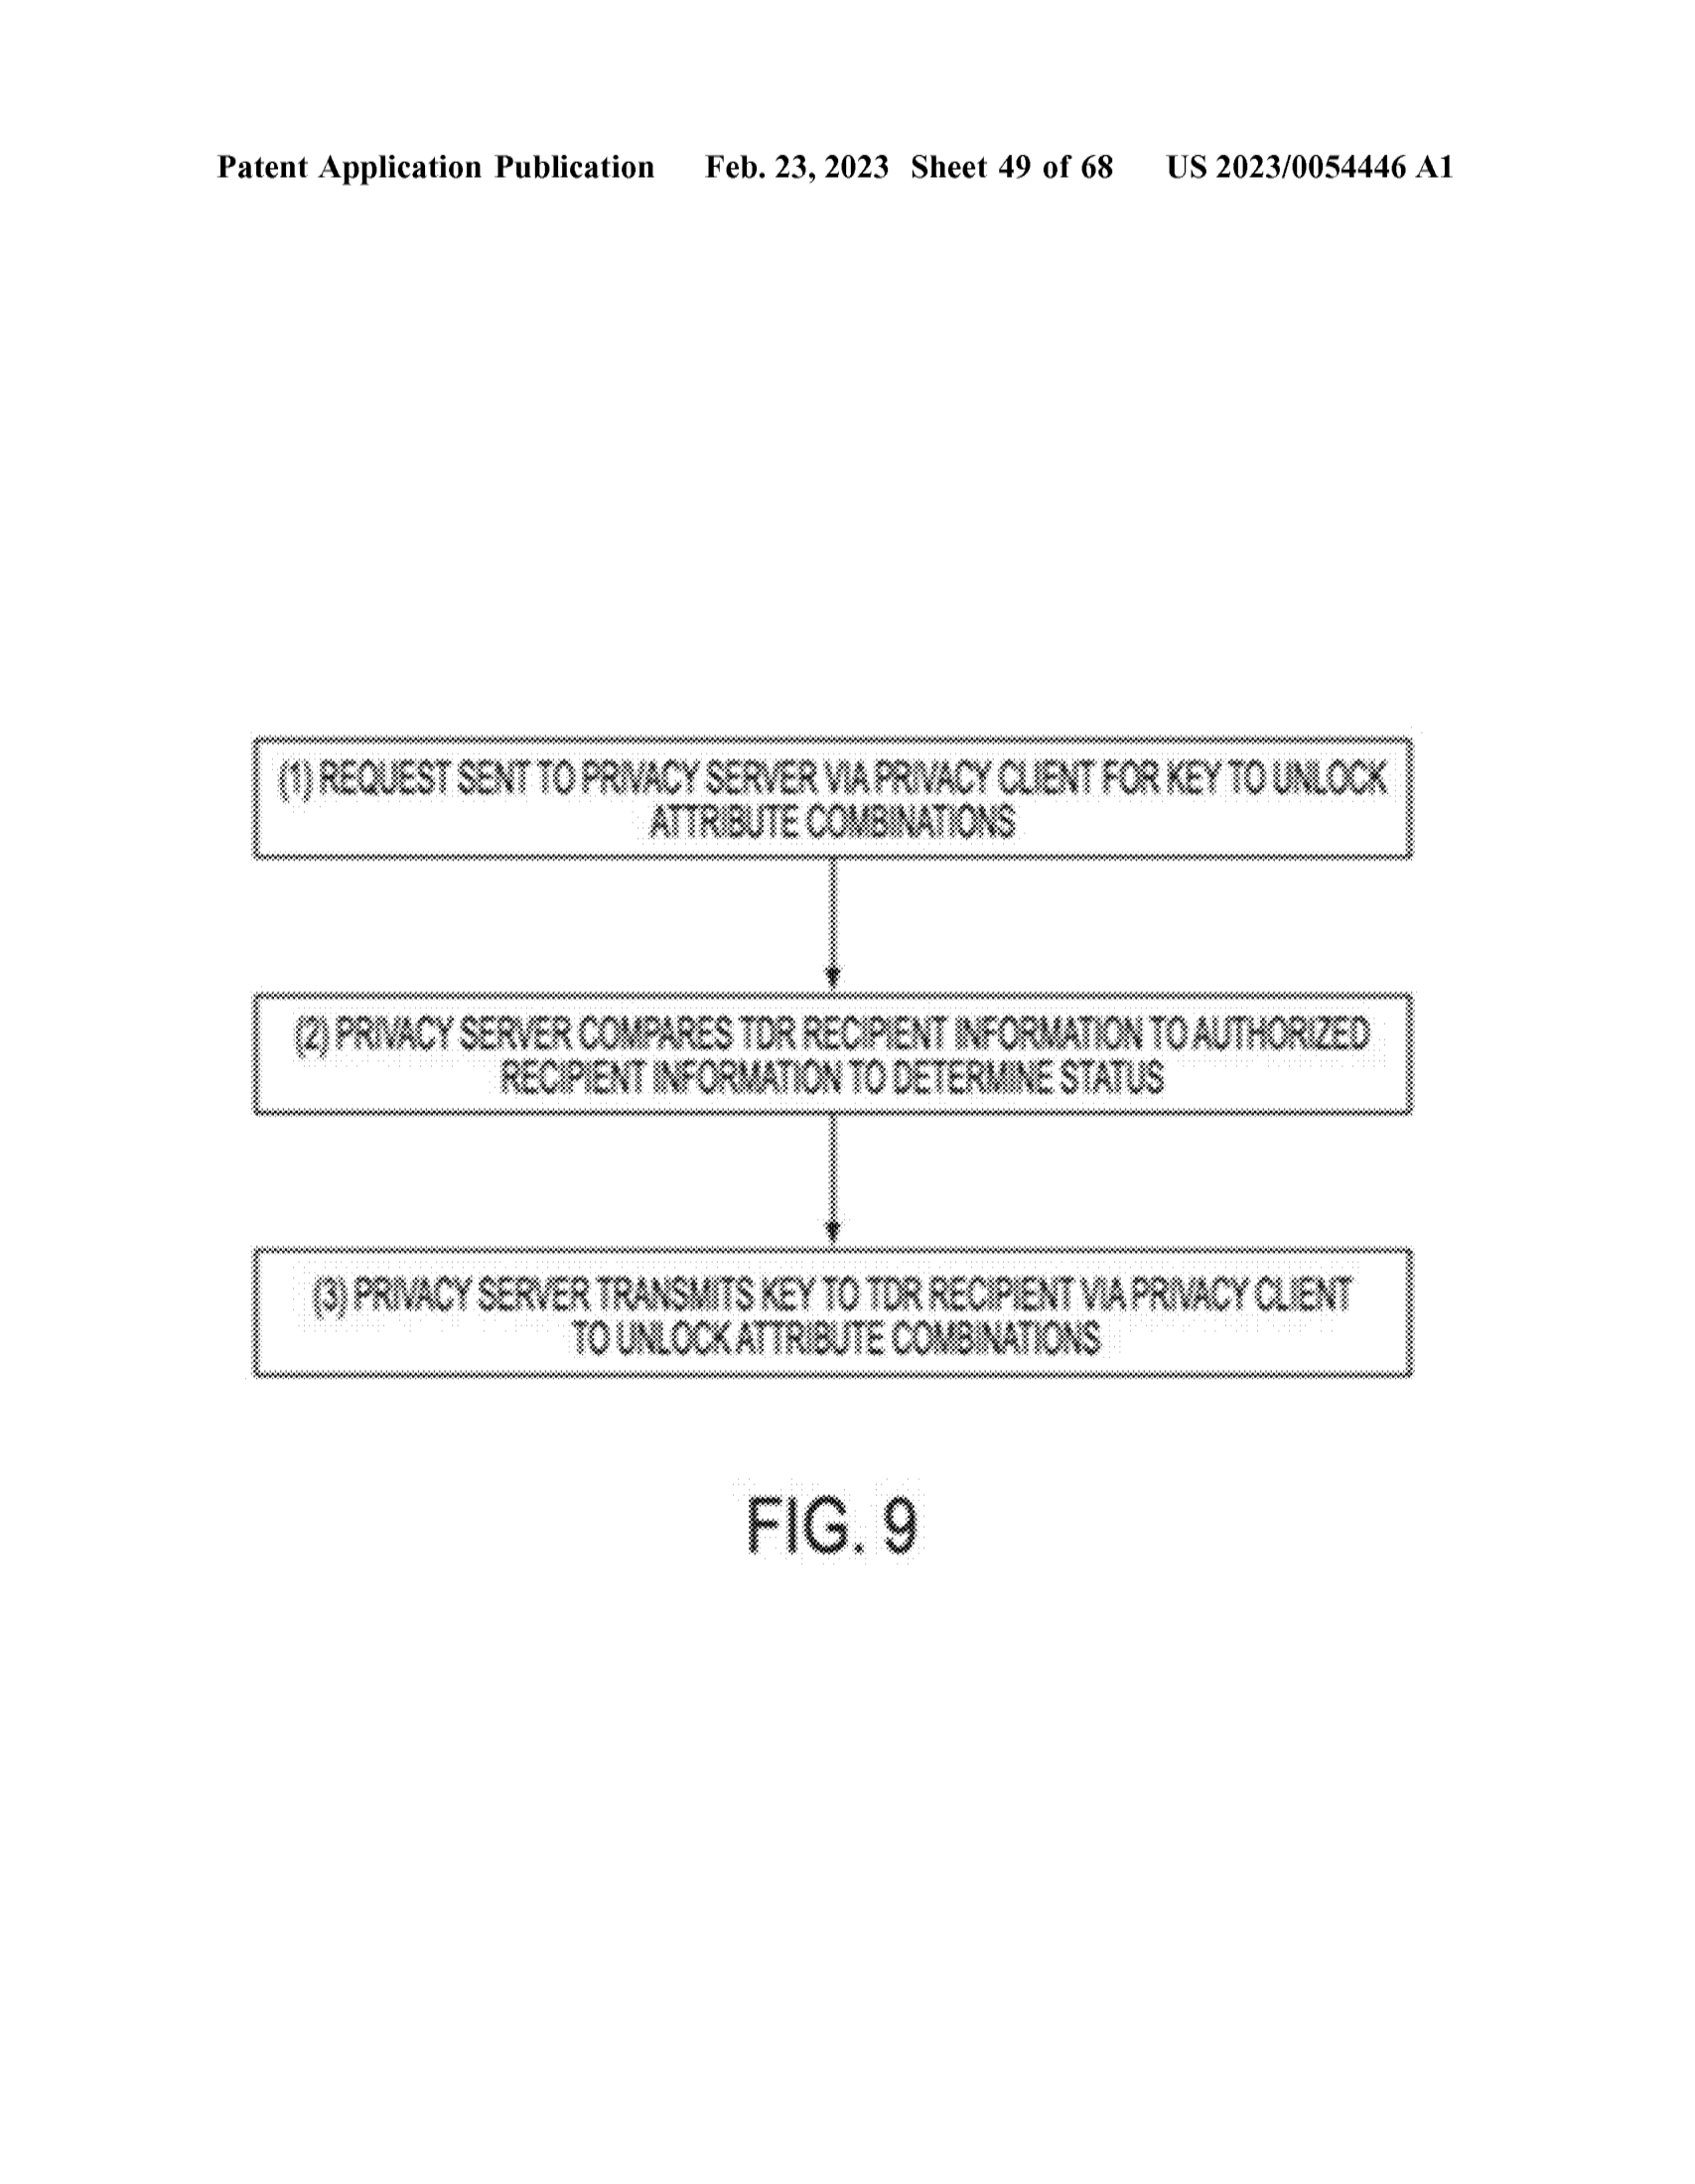 Patent Application Publication Feb. 23, 2023 Sheet 49 of 68 US 2023/0054446 A1
(1) REQUEST SENT TO PRIVACY SERVER VIA PRIVACY CLIENT FOR KEY TO UNLOCK
ATTRIBUTE COMBINATIONS
(2) PRIVACY SERVER COMPARES TDR RECIPIENT INFORMATION TO AUTHORIZED
RECIPIENT INFORMATION TO DETERMINE STATUS
(3) PRIVACY SERVER TRANSMITS KEY TO TDR RECIPIENT VIA PRIVACY CLIENT
TO UNLOCK ATTRIBUTE COMBINATIONS
FIG. 9